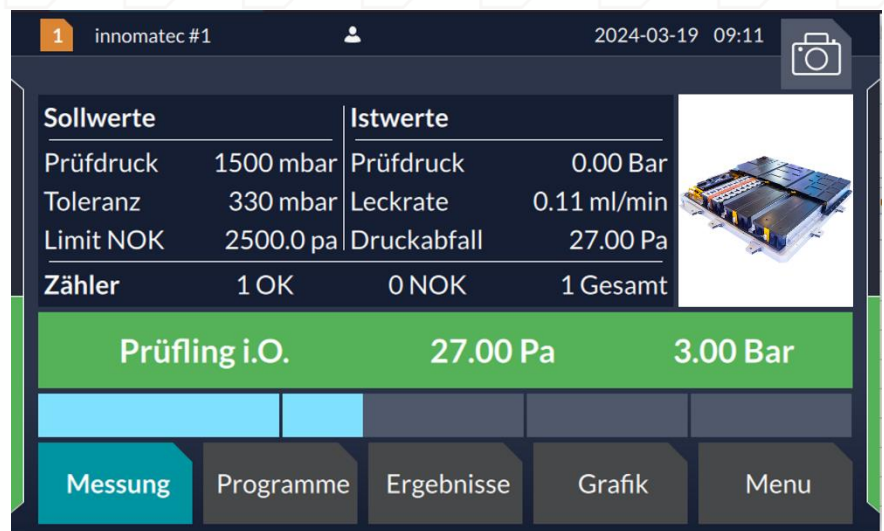 1 innomatec #1 2024-03-19 09:11
Sollwerte Istwerte
Prüfdruck 1500 mbar Prüfdruck 0.00 Bar
Toleranz 330 mbar Leckrate 0.11 ml/min
Limit NOK 2500.0 pa Druckabfall 27.00 Pa
Zähler 1 OK 0 NOK 1 Gesamt
Prüfling i.O. 27.00 Pa 3.00 Bar
Messung Programme Ergebnisse Grafik Menu